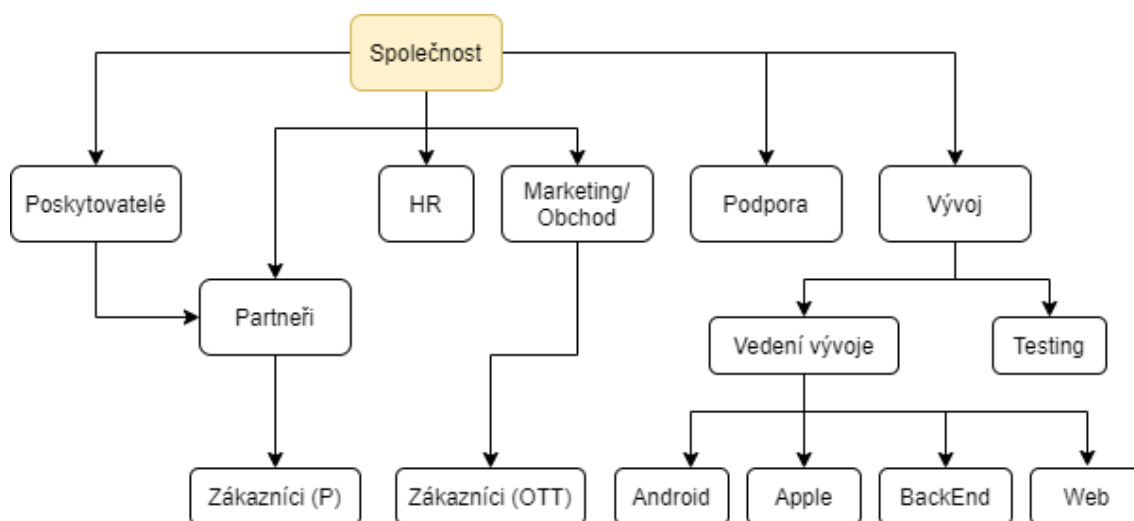 Společnost
Poskytovatelé
HR
Marketing/
Obchod
Podpora
Vývoj
Partneři
Vedení vývoje
Testing
Zákazníci (P)
Zákazníci (OTT)
Android
Apple
BackEnd
Web